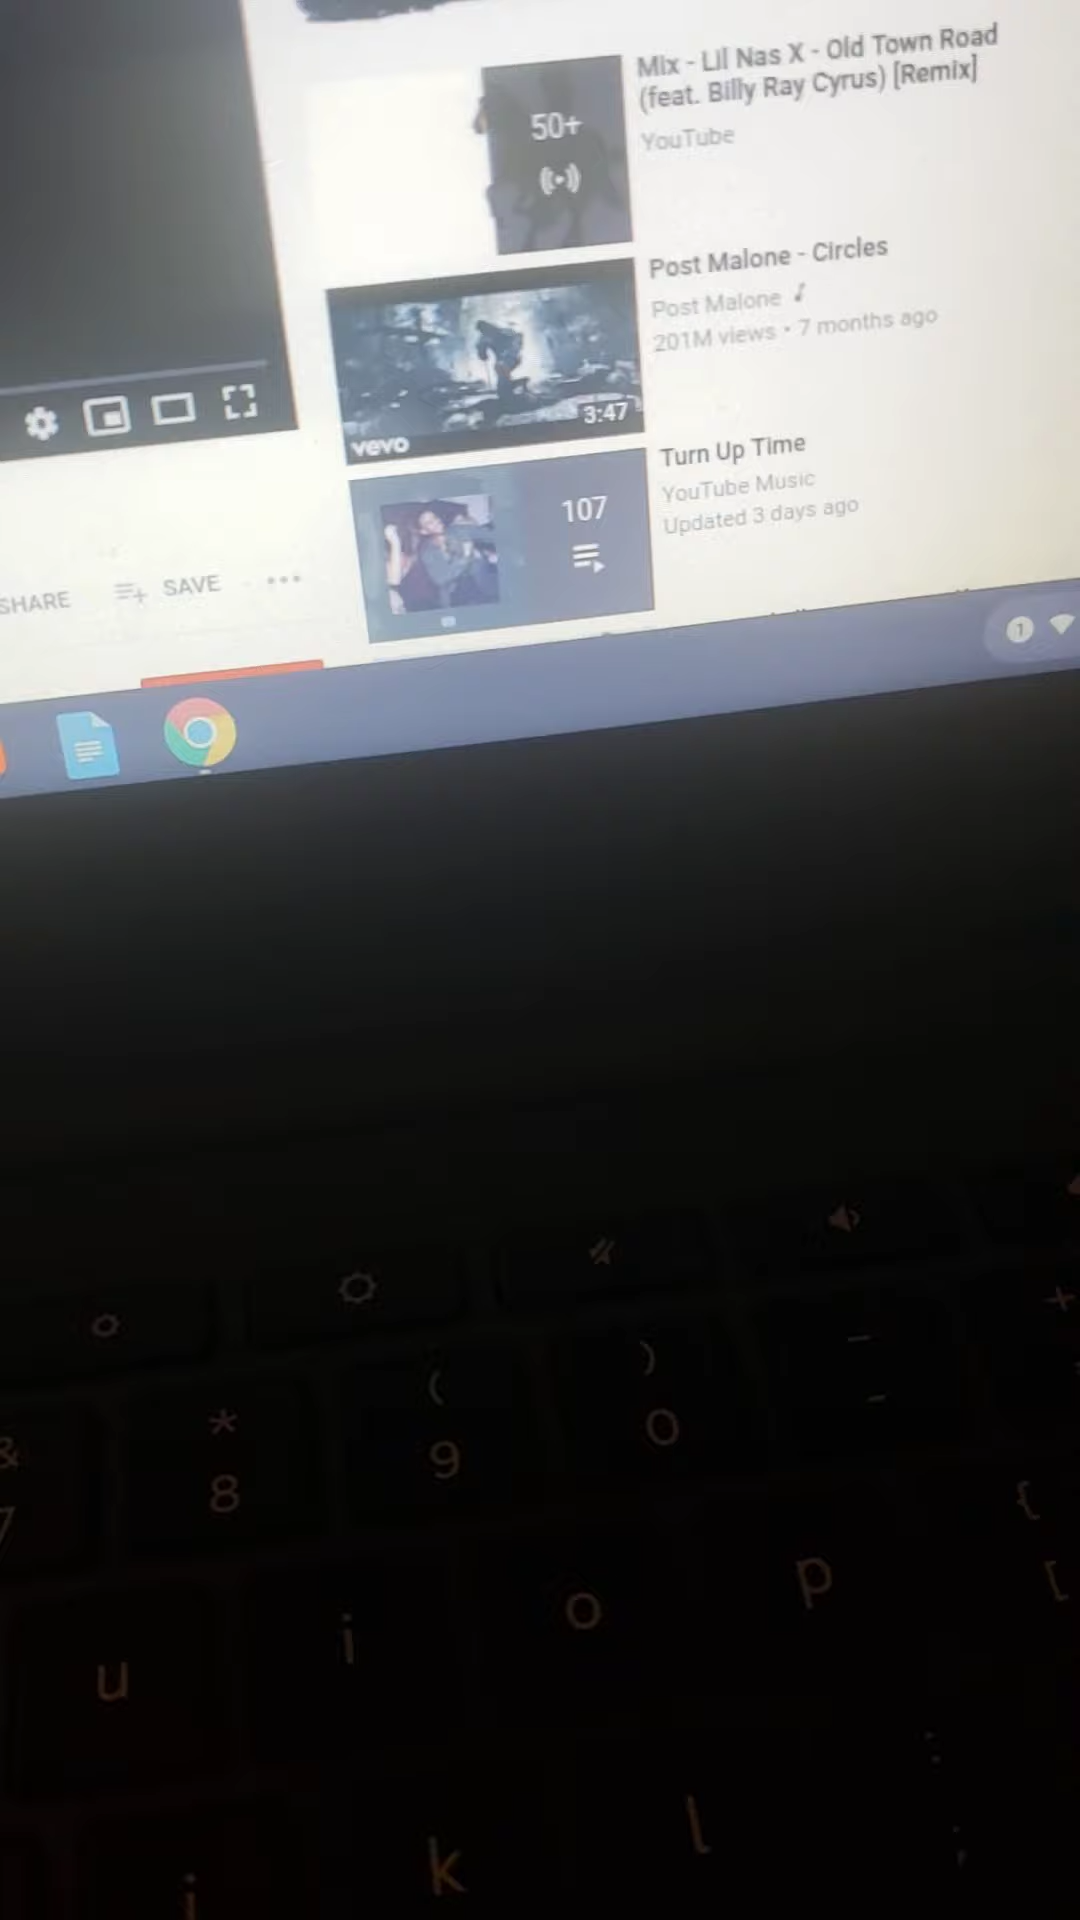 Mix - Lil Nas X - Old Town Road
(feat. Billy Ray Cyrus) [Remix]
YouTube
50+
Post Malone - Circles
Post Malone
201M views • 7 months ago
3:47
vevo
Turn Up Time
YouTube Music
Updated 3 days ago
107
SHARE
SAVE
1
& * ( ) _ +
7 8 9 0 -
{
u i o p [
:
j k l ;